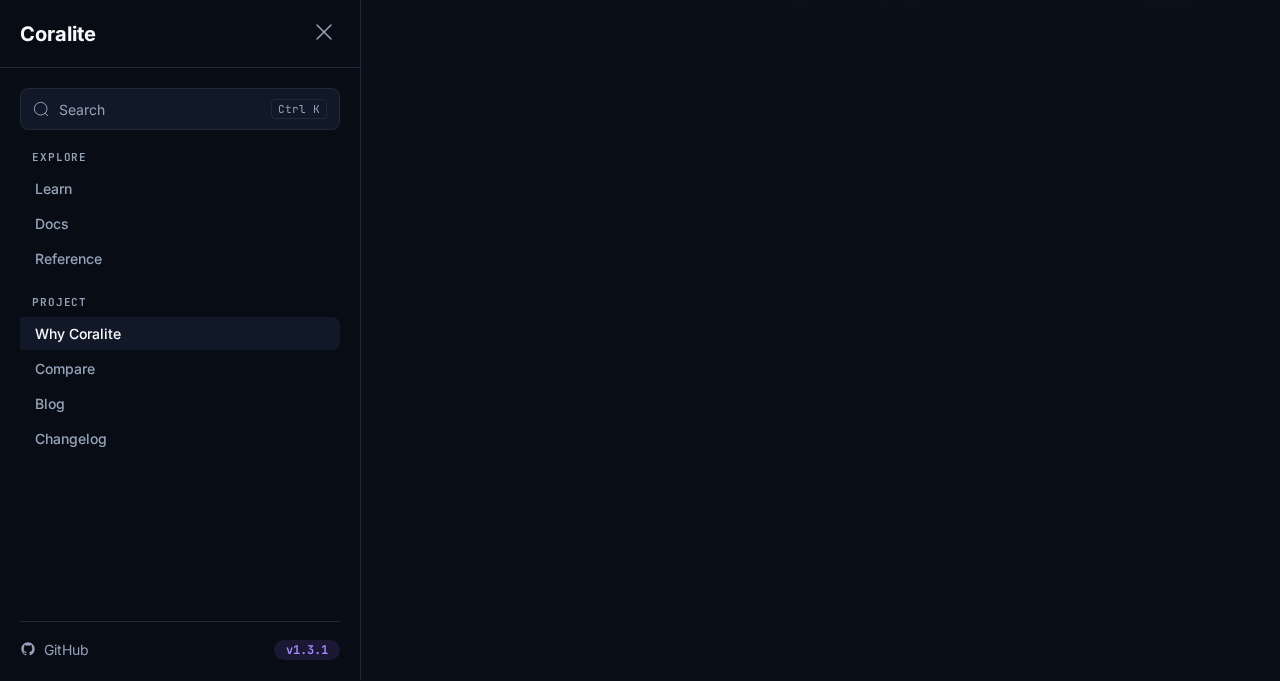 Coralite
Search Ctrl K
EXPLORE
Learn
Docs
Reference
PROJECT
Why Coralite
Compare
Blog
Changelog
GitHub v1.3.1